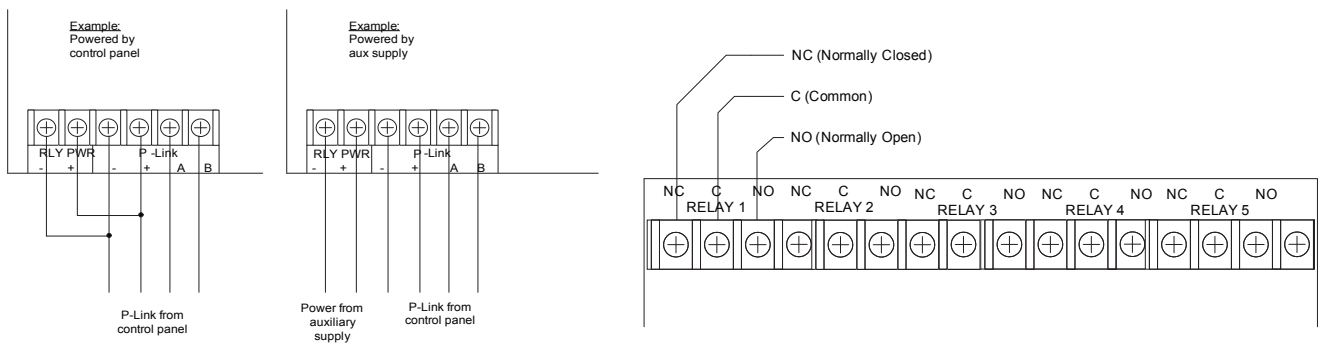 Example:
Powered by
control panel
RLY PWR P -Link
- + - + A B
P-Link from
control panel
Example:
Powered by
aux supply
RLY PWR P -Link
- + - + A B
Power from
auxiliary
supply
P-Link from
control panel
NC (Normally Closed)
C (Common)
NO (Normally Open)
NC C NO NC C NO NC C NO NC C NO NC C NO
RELAY 1 RELAY 2 RELAY 3 RELAY 4 RELAY 5